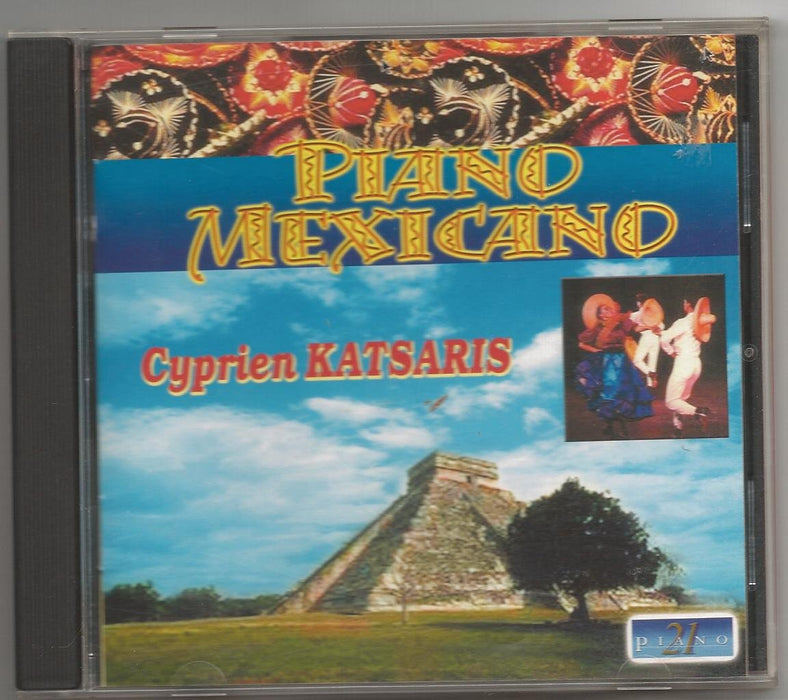 PIANO
MEXICANO
Cyprien KATSARIS
PIANO 21